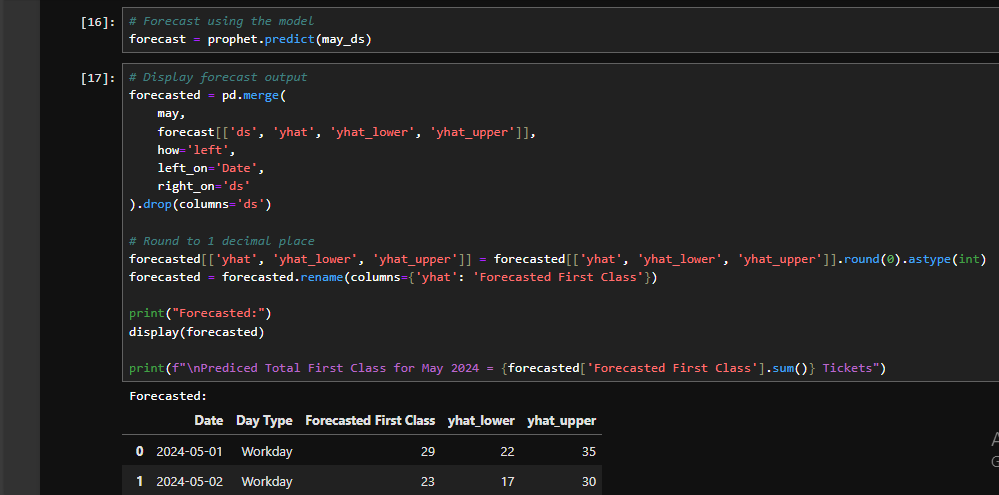 [16]: # Forecast using the model
forecast = prophet.predict(may_ds)
[17]: # Display forecast output
forecasted = pd.merge(
    may,
    forecast[['ds', 'yhat', 'yhat_lower', 'yhat_upper']],
    how='left',
    left_on='Date',
    right_on='ds'
).drop(columns='ds')
# Round to 1 decimal place
forecasted[['yhat', 'yhat_lower', 'yhat_upper']] = forecasted[['yhat', 'yhat_lower', 'yhat_upper']].round(0).astype(int)
forecasted = forecasted.rename(columns={'yhat': 'Forecasted First Class'})
print("Forecasted:")
display(forecasted)
print(f"\nPrediced Total First Class for May 2024 = {forecasted['Forecasted First Class'].sum()} Tickets")
Forecasted:
Date Day Type Forecasted First Class yhat_lower yhat_upper
0 2024-05-01 Workday 29 22 35
1 2024-05-02 Workday 23 17 30